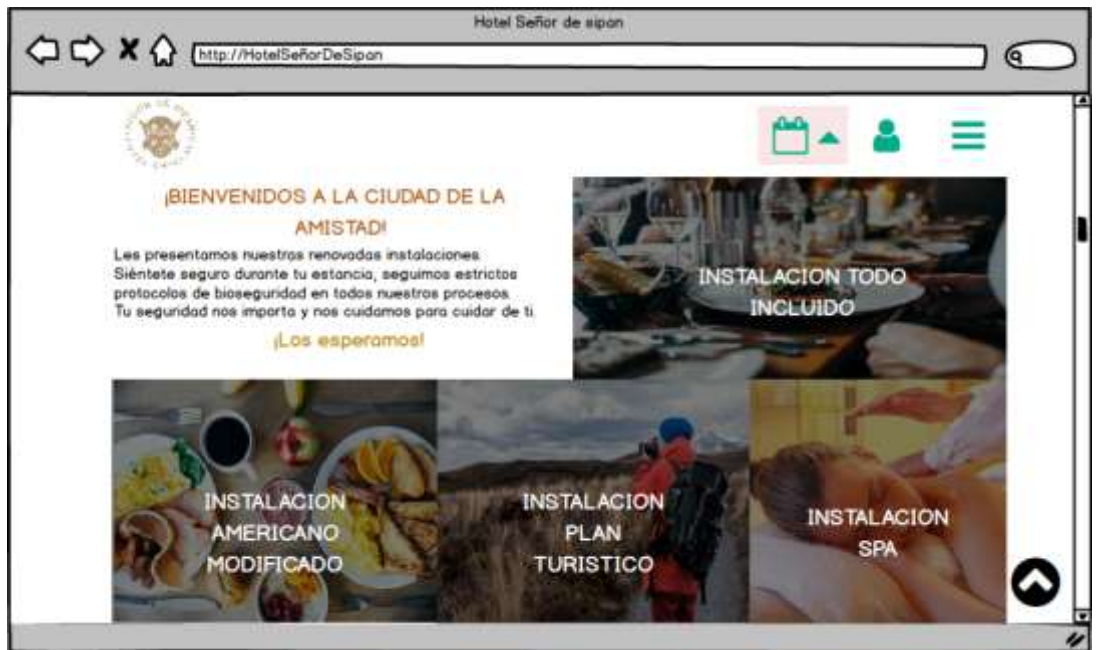 Hotel Señor de sipan
http://HotelSeñorDeSipan
¡BIENVENIDOS A LA CIUDAD DE LA
AMISTAD!
Les presentamos nuestras renovadas instalaciones.
Siéntete seguro durante tu estancia, seguimos estrictos
protocolos de bioseguridad en todos nuestros procesos.
Tu seguridad nos importa y nos cuidamos para cuidar de ti.
¡Los esperamos!
INSTALACION TODO
INCLUIDO
INSTALACION
AMERICANO
MODIFICADO
INSTALACION
PLAN
TURISTICO
INSTALACION
SPA